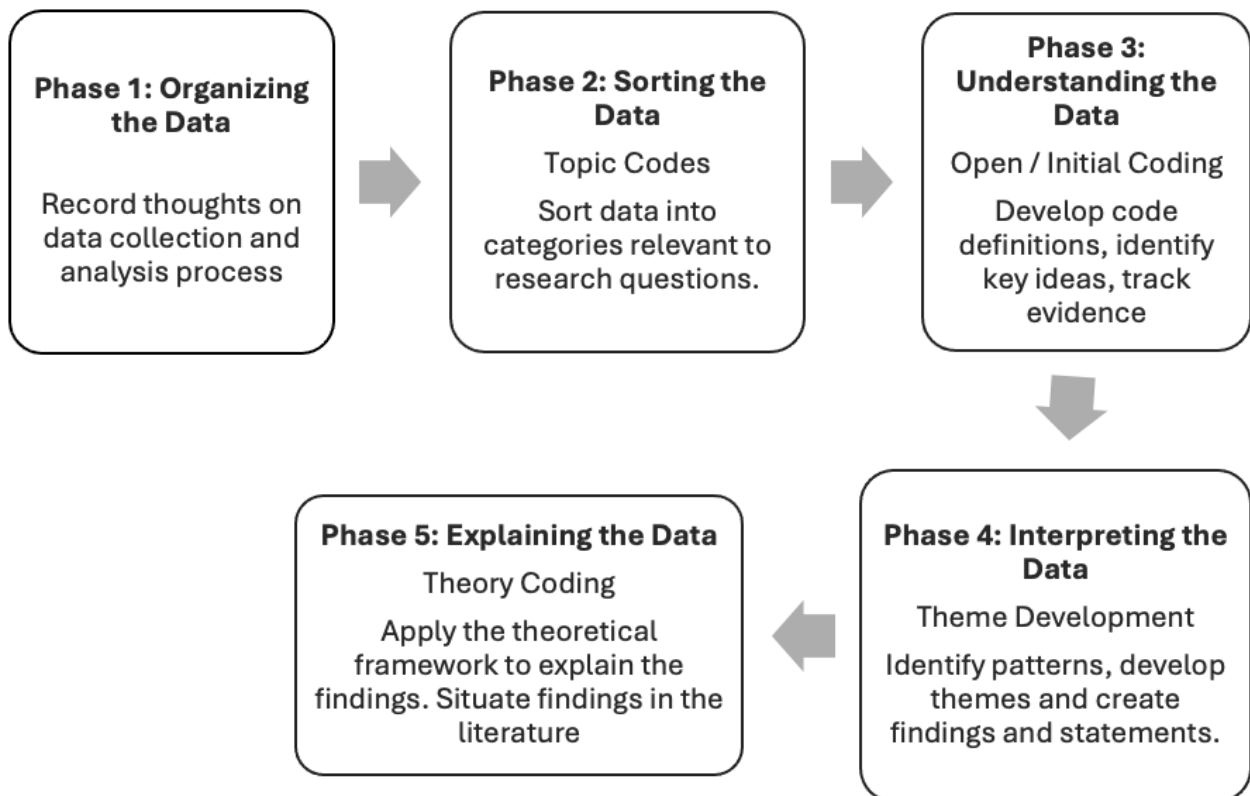 Phase 1: Organizing
the Data
Record thoughts on
data collection and
analysis process
Phase 2: Sorting the
Data
Topic Codes
Sort data into
categories relevant to
research questions.
Phase 3:
Understanding the
Data
Open / Initial Coding
Develop code
definitions, identify
key ideas, track
evidence
Phase 4: Interpreting the
Data
Theme Development
Identify patterns, develop
themes and create
findings and statements.
Phase 5: Explaining the Data
Theory Coding
Apply the theoretical
framework to explain the
findings. Situate findings in the
literature